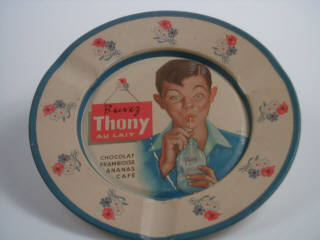 Buvez
Thony
AU LAIT
CHOCOLAT
FRAMBOISE
ANANAS
CAFÉ